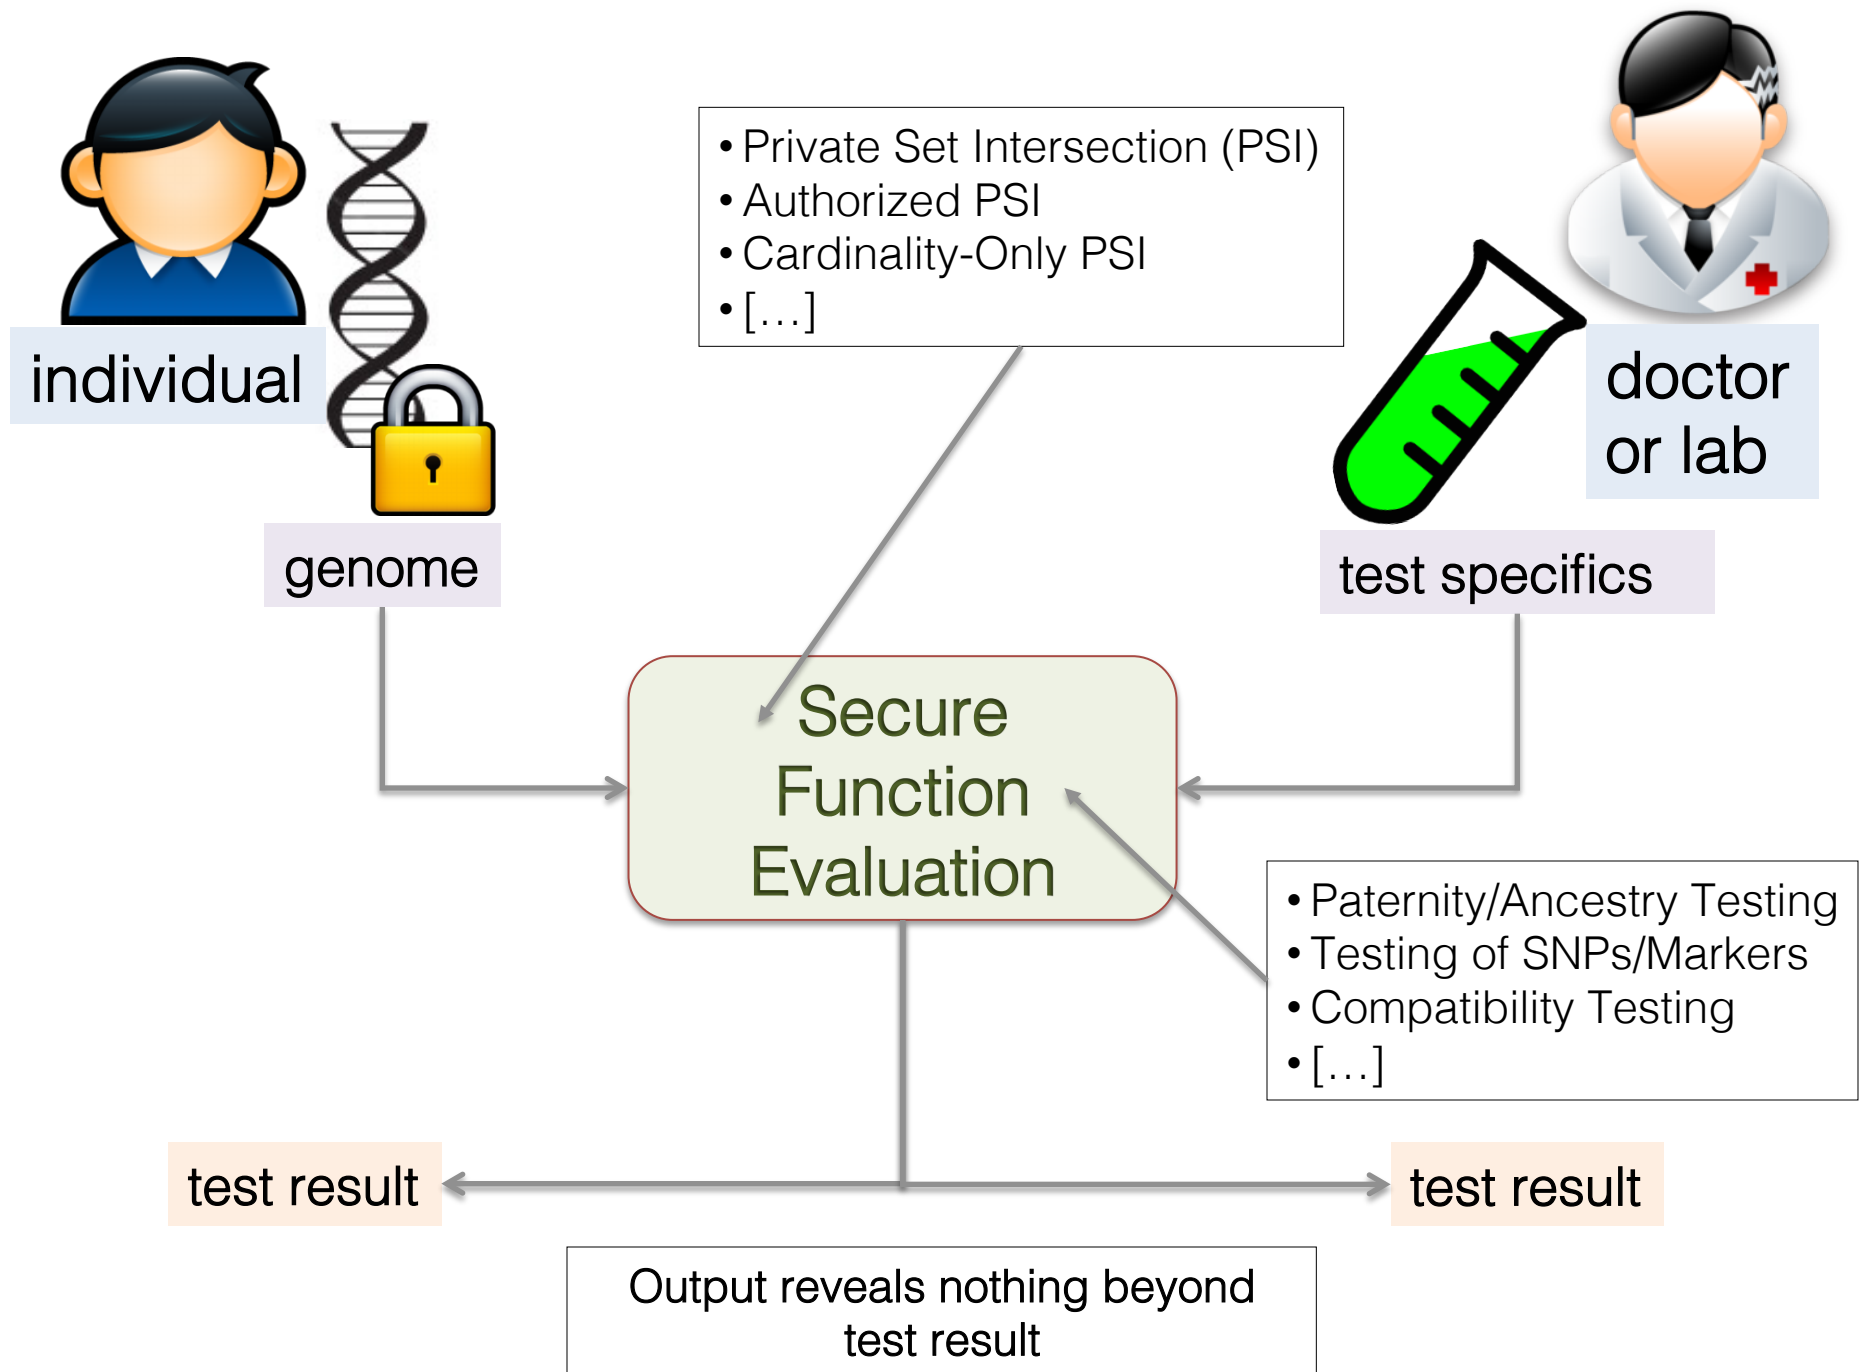 individual
genome
• Private Set Intersection (PSI)
• Authorized PSI
• Cardinality-Only PSI
• […]
doctor
or lab
test specifics
Secure
Function
Evaluation
• Paternity/Ancestry Testing
• Testing of SNPs/Markers
• Compatibility Testing
• […]
test result
test result
Output reveals nothing beyond
test result